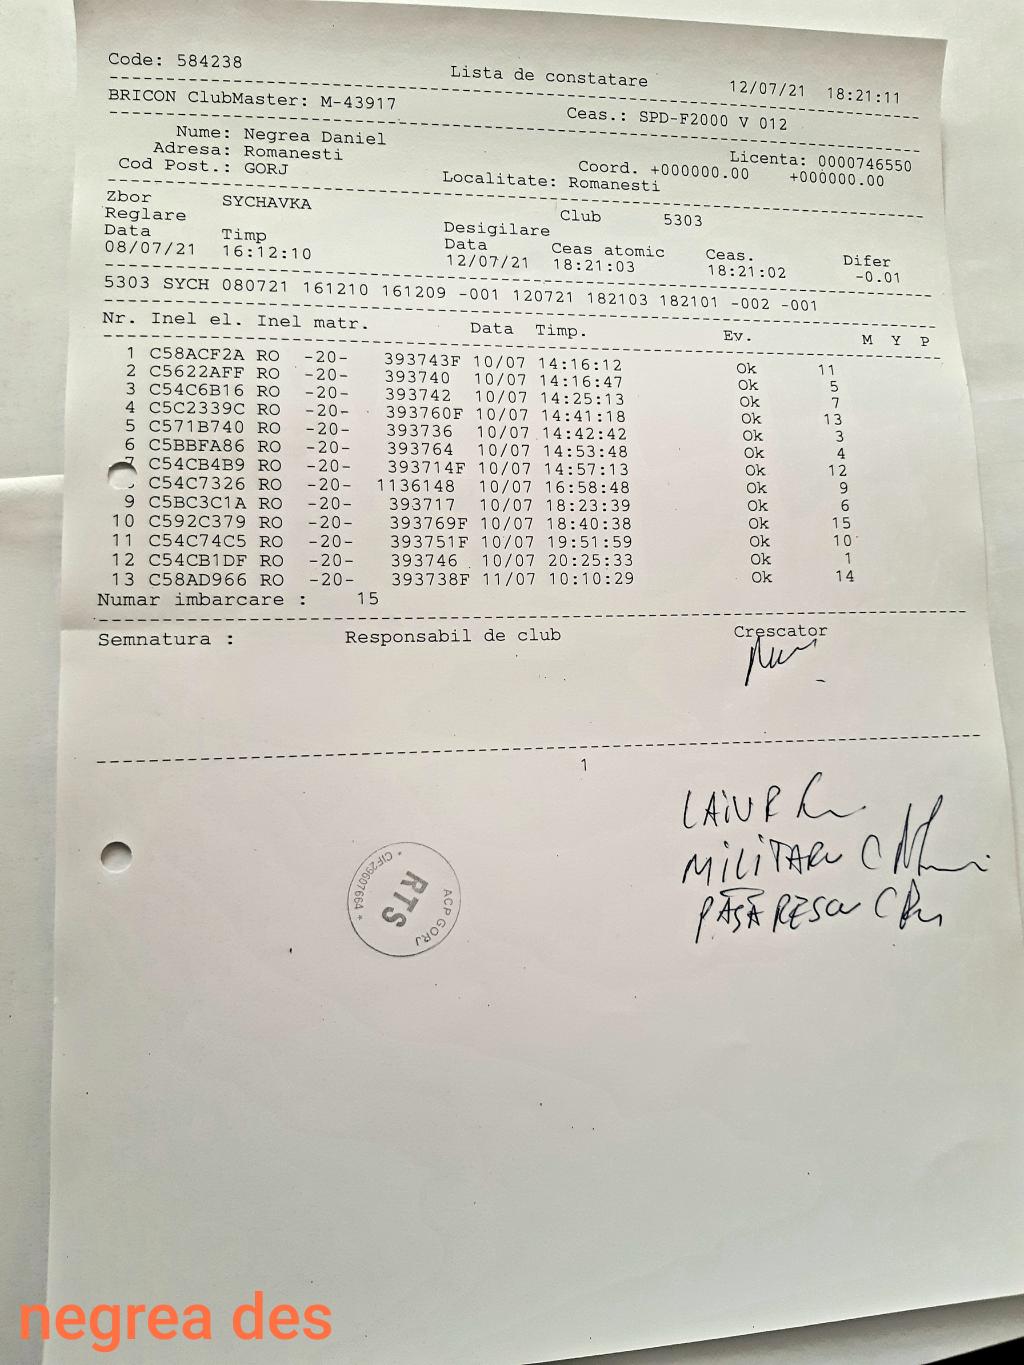 Code: 584238 Lista de constatare 12/07/21 18:21:11
BRICON ClubMaster: M-43917 Ceas.: SPD-F2000 V 012
Nume: Negrea Daniel Licenta: 0000746550
Adresa: Romanesti Coord. +000000.00 +000000.00
Cod Post.: GORJ Localitate: Romanesti
Zbor SYCHAVKA Club 5303
Reglare Desigilare
Data Timp Data Ceas atomic Ceas. Difer
08/07/21 16:12:10 12/07/21 18:21:03 18:21:02 -0.01
5303 SYCH 080721 161210 161209 -001 120721 182103 182101 -002 -001
Nr. Inel el. Inel matr. Data Timp. Ev. M Y P
1 C58ACF2A RO -20- 393743F 10/07 14:16:12 Ok 11
2 C5622AFF RO -20- 393740 10/07 14:16:47 Ok 5
3 C54C6B16 RO -20- 393742 10/07 14:25:13 Ok 7
4 C5C2339C RO -20- 393760F 10/07 14:41:18 Ok 13
5 C571B740 RO -20- 393736 10/07 14:42:42 Ok 3
6 C5BBFA86 RO -20- 393764 10/07 14:53:48 Ok 4
7 C54CB4B9 RO -20- 393714F 10/07 14:57:13 Ok 12
C54C7326 RO -20- 1136148 10/07 16:58:48 Ok 9
9 C5BC3C1A RO -20- 393717 10/07 18:23:39 Ok 6
10 C592C379 RO -20- 393769F 10/07 18:40:38 Ok 15
11 C54C74C5 RO -20- 393751F 10/07 19:51:59 Ok 10
12 C54CB1DF RO -20- 393746 10/07 20:25:33 Ok 1
13 C58AD966 RO -20- 393738F 11/07 10:10:29 Ok 14
Numar imbarcare : 15
Semnatura : Responsabil de club Crescator
1
LAIUR
MILITARU C
PĂSĂRESCU C
ACP GORJ
RTS
* CIF29607664 *
negrea des